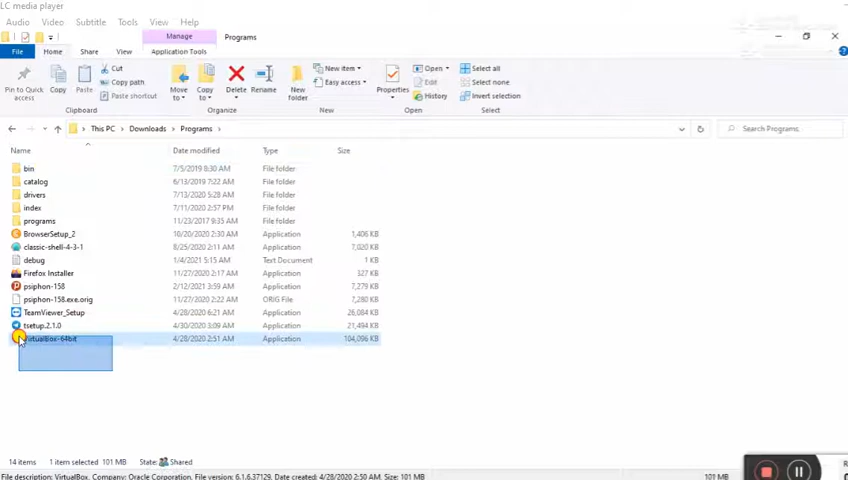 LC media player
Audio Video Subtitle Tools View Help
Manage Programs
File Home Share View Application Tools
Pin to Quick access
Copy
Paste
Cut
Copy path
Paste shortcut
Clipboard
Move to
Copy to
Delete
Rename
Organize
New folder
New item
Easy access
New
Properties
Open
Edit
History
Open
Select all
Select none
Invert selection
Select
This PC > Downloads > Programs >
Search Programs
Name Date modified Type Size
bin 7/5/2019 8:30 AM File folder
catalog 6/13/2019 7:22 AM File folder
drivers 7/13/2020 5:28 AM File folder
index 7/11/2020 2:57 PM File folder
programs 11/23/2017 9:35 AM File folder
BrowserSetup_2 10/20/2020 2:30 AM Application 1,406 KB
classic-shell-4-3-1 8/25/2020 2:11 AM Application 7,020 KB
debug 1/4/2021 5:15 AM Text Document 1 KB
Firefox Installer 11/27/2020 2:17 AM Application 327 KB
psiphon-158 2/12/2021 3:59 AM Application 7,279 KB
psiphon-158.exe.orig 11/27/2020 2:22 AM ORIG File 7,280 KB
TeamViewer_Setup 4/28/2020 6:21 AM Application 26,084 KB
tsetup.2.1.0 4/30/2020 3:09 AM Application 21,494 KB
VirtualBox-64bit 4/28/2020 2:51 AM Application 104,096 KB
14 items 1 item selected 101 MB State: Shared
File description: VirtualBox, Company: Oracle Corporation, File version: 6.1.6.37129, Date created: 4/28/2020 2:50 AM, Size: 101 MB 101 MB